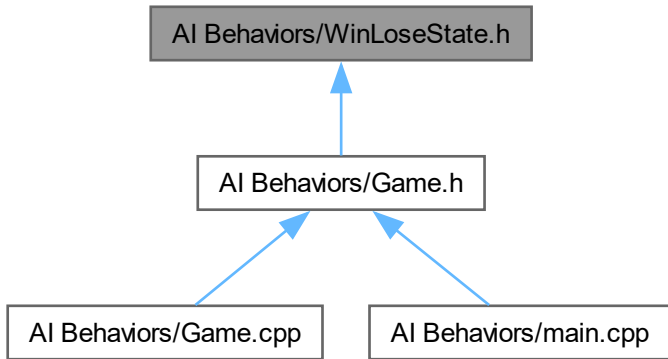 AI Behaviors/WinLoseState.h
AI Behaviors/Game.h
AI Behaviors/Game.cpp
AI Behaviors/main.cpp